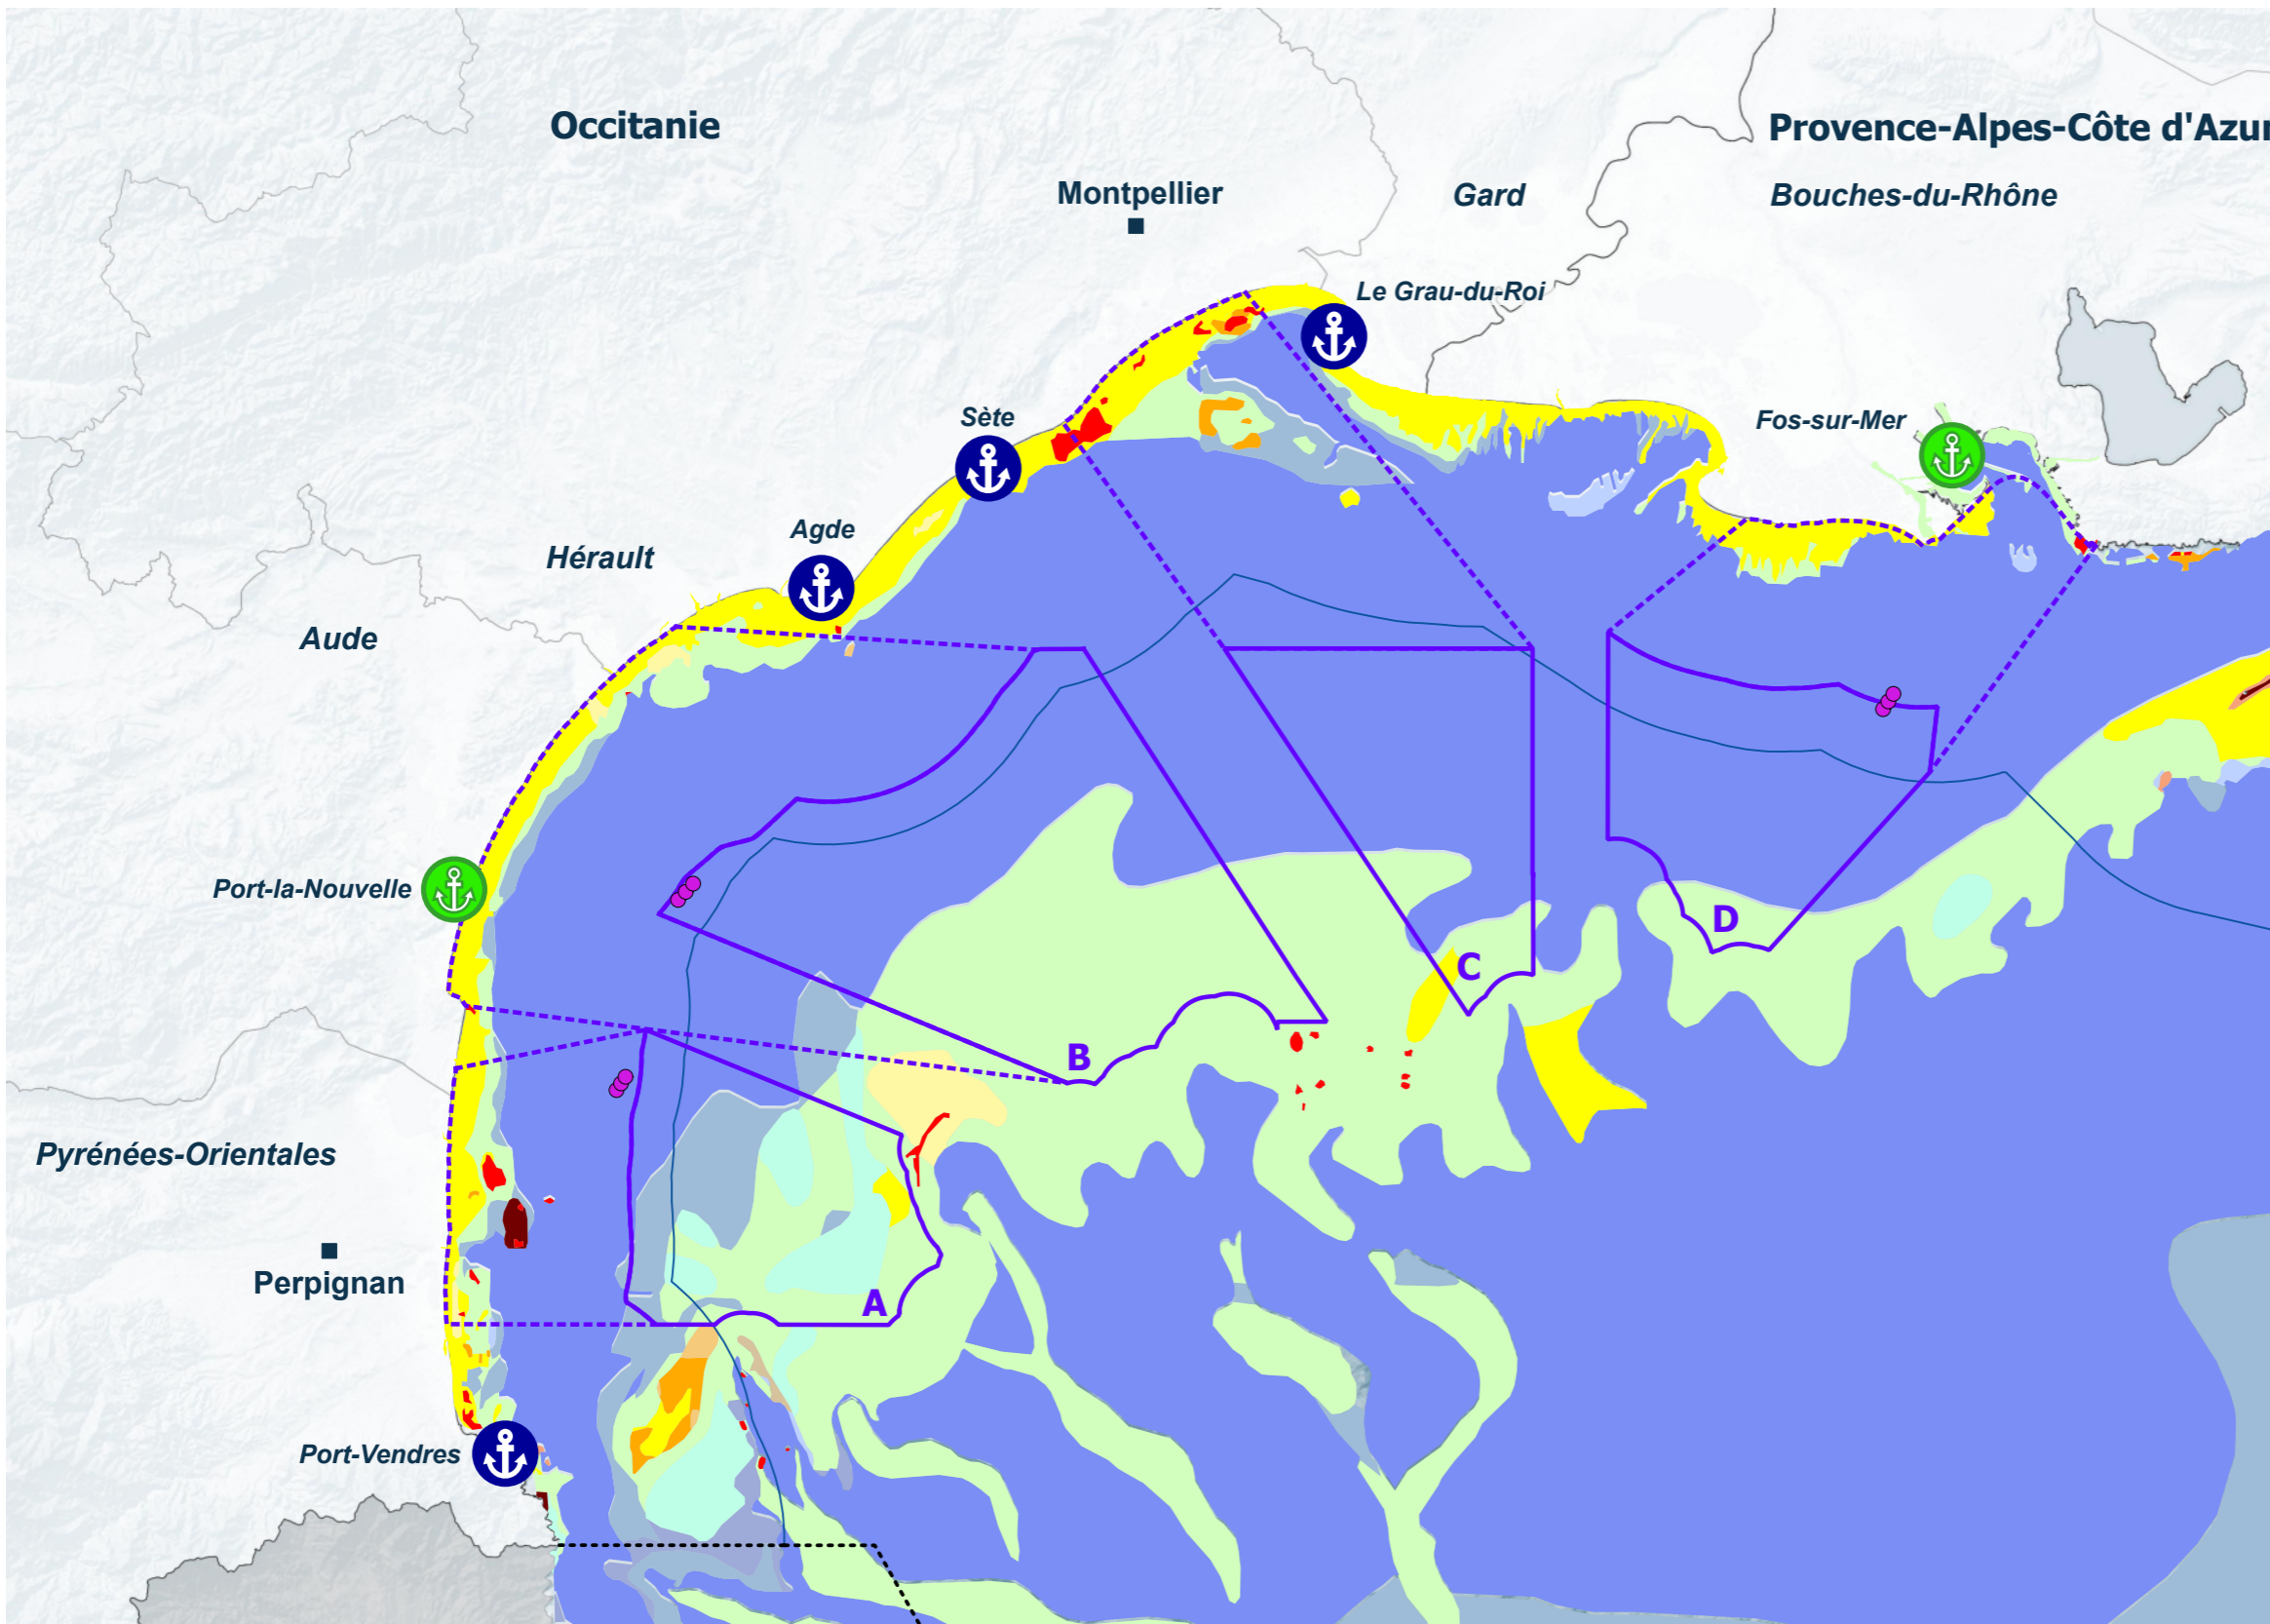 Occitanie
Provence-Alpes-Côte d'Azur
Montpellier
Gard
Bouches-du-Rhône
Le Grau-du-Roi
Sète
Fos-sur-Mer
Agde
Hérault
Aude
Port-la-Nouvelle
D
C
B
Pyrénées-Orientales
Perpignan
A
Port-Vendres